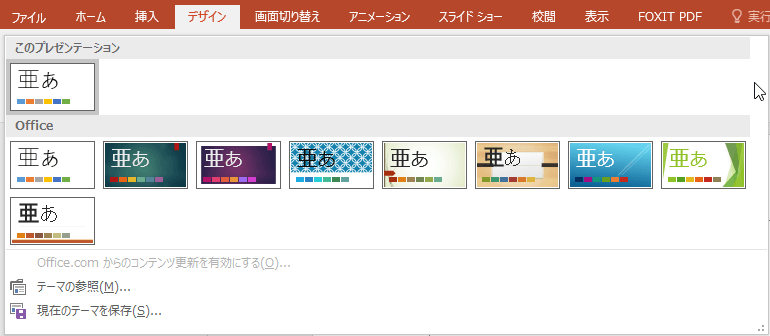 ファイル ホーム 挿入 デザイン 画面切り替え アニメーション スライド ショー 校閲 表示 FOXIT PDF 実行
このプレゼンテーション
亜あ
Office
亜あ 亜あ 亜あ 亜あ 亜あ 亜あ 亜あ 亜あ
亜あ
Office.com からのコンテンツ更新を有効にする(O)...
テーマの参照(M)...
現在のテーマを保存(S)...